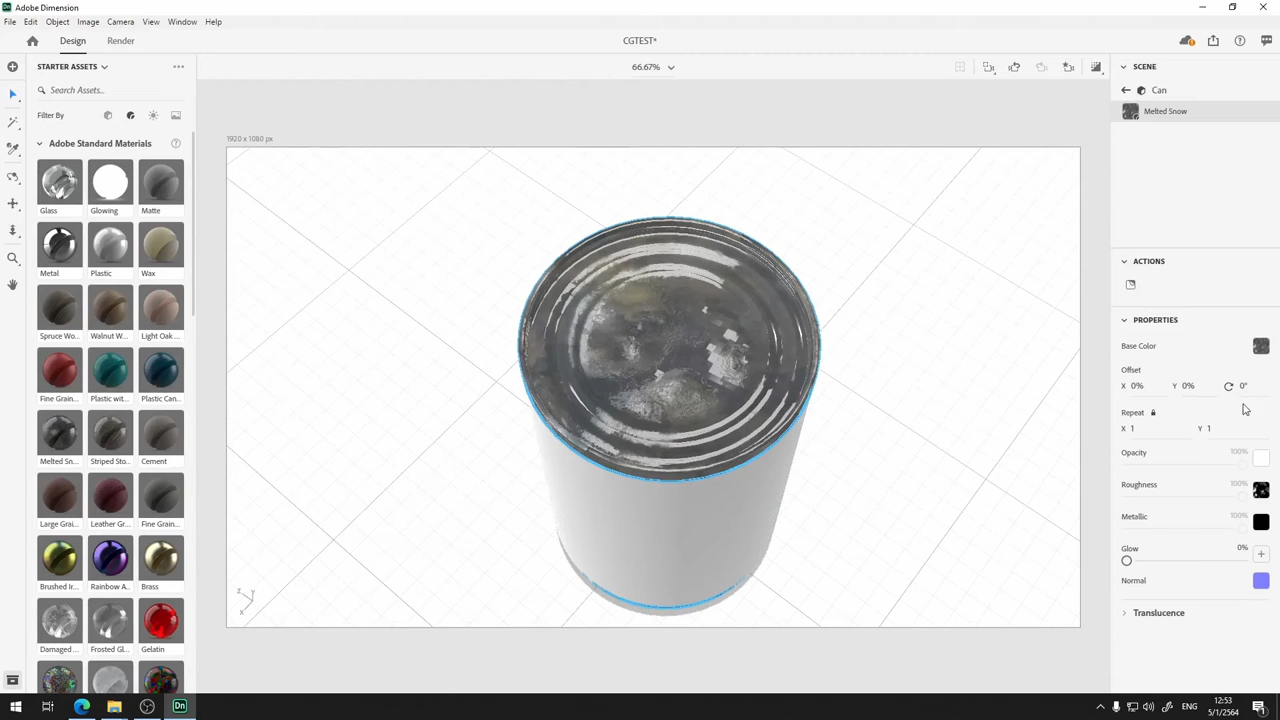 Adobe Dimension
File Edit Object Image Camera View Window Help
Design Render CGTEST*
STARTER ASSETS
66.67%
SCENE
Search Assets...
Can
Filter By
Melted Snow
1920 x 1080 px
Adobe Standard Materials
Glass Glowing Matte
Metal Plastic Wax
ACTIONS
Spruce Wo... Walnut W... Light Oak ...
PROPERTIES
Base Color
Offset
X 0% Y 0% 0°
Fine Grain... Plastic wit... Plastic Can...
Repeat
X 1 Y 1
Opacity 100%
Melted Sn... Striped Sto... Cement
Roughness 100%
Metallic 100%
Large Grai... Leather Gr... Fine Grain...
Glow 0%
Normal
Brushed Ir... Rainbow A... Brass
Translucence
Z Y
X
Damaged ... Frosted Gl... Gelatin
Dn
ENG
12:53
5/1/2564